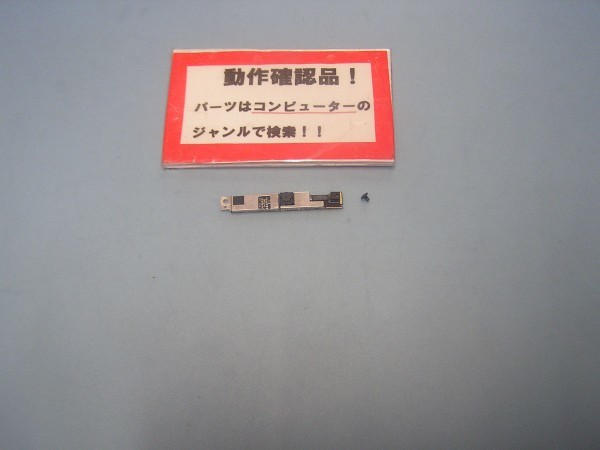 動作確認品！
パーツはコンピューターの
ジャンルで検索！！